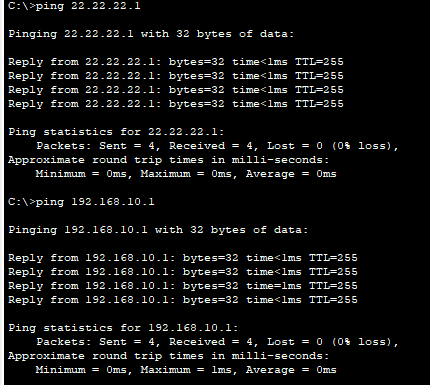 C:\>ping 22.22.22.1
Pinging 22.22.22.1 with 32 bytes of data:
Reply from 22.22.22.1: bytes=32 time<1ms TTL=255
Reply from 22.22.22.1: bytes=32 time<1ms TTL=255
Reply from 22.22.22.1: bytes=32 time<1ms TTL=255
Reply from 22.22.22.1: bytes=32 time<1ms TTL=255
Ping statistics for 22.22.22.1:
Packets: Sent = 4, Received = 4, Lost = 0 (0% loss),
Approximate round trip times in milli-seconds:
Minimum = 0ms, Maximum = 0ms, Average = 0ms
C:\>ping 192.168.10.1
Pinging 192.168.10.1 with 32 bytes of data:
Reply from 192.168.10.1: bytes=32 time<1ms TTL=255
Reply from 192.168.10.1: bytes=32 time<1ms TTL=255
Reply from 192.168.10.1: bytes=32 time=1ms TTL=255
Reply from 192.168.10.1: bytes=32 time<1ms TTL=255
Ping statistics for 192.168.10.1:
Packets: Sent = 4, Received = 4, Lost = 0 (0% loss),
Approximate round trip times in milli-seconds:
Minimum = 0ms, Maximum = 1ms, Average = 0ms